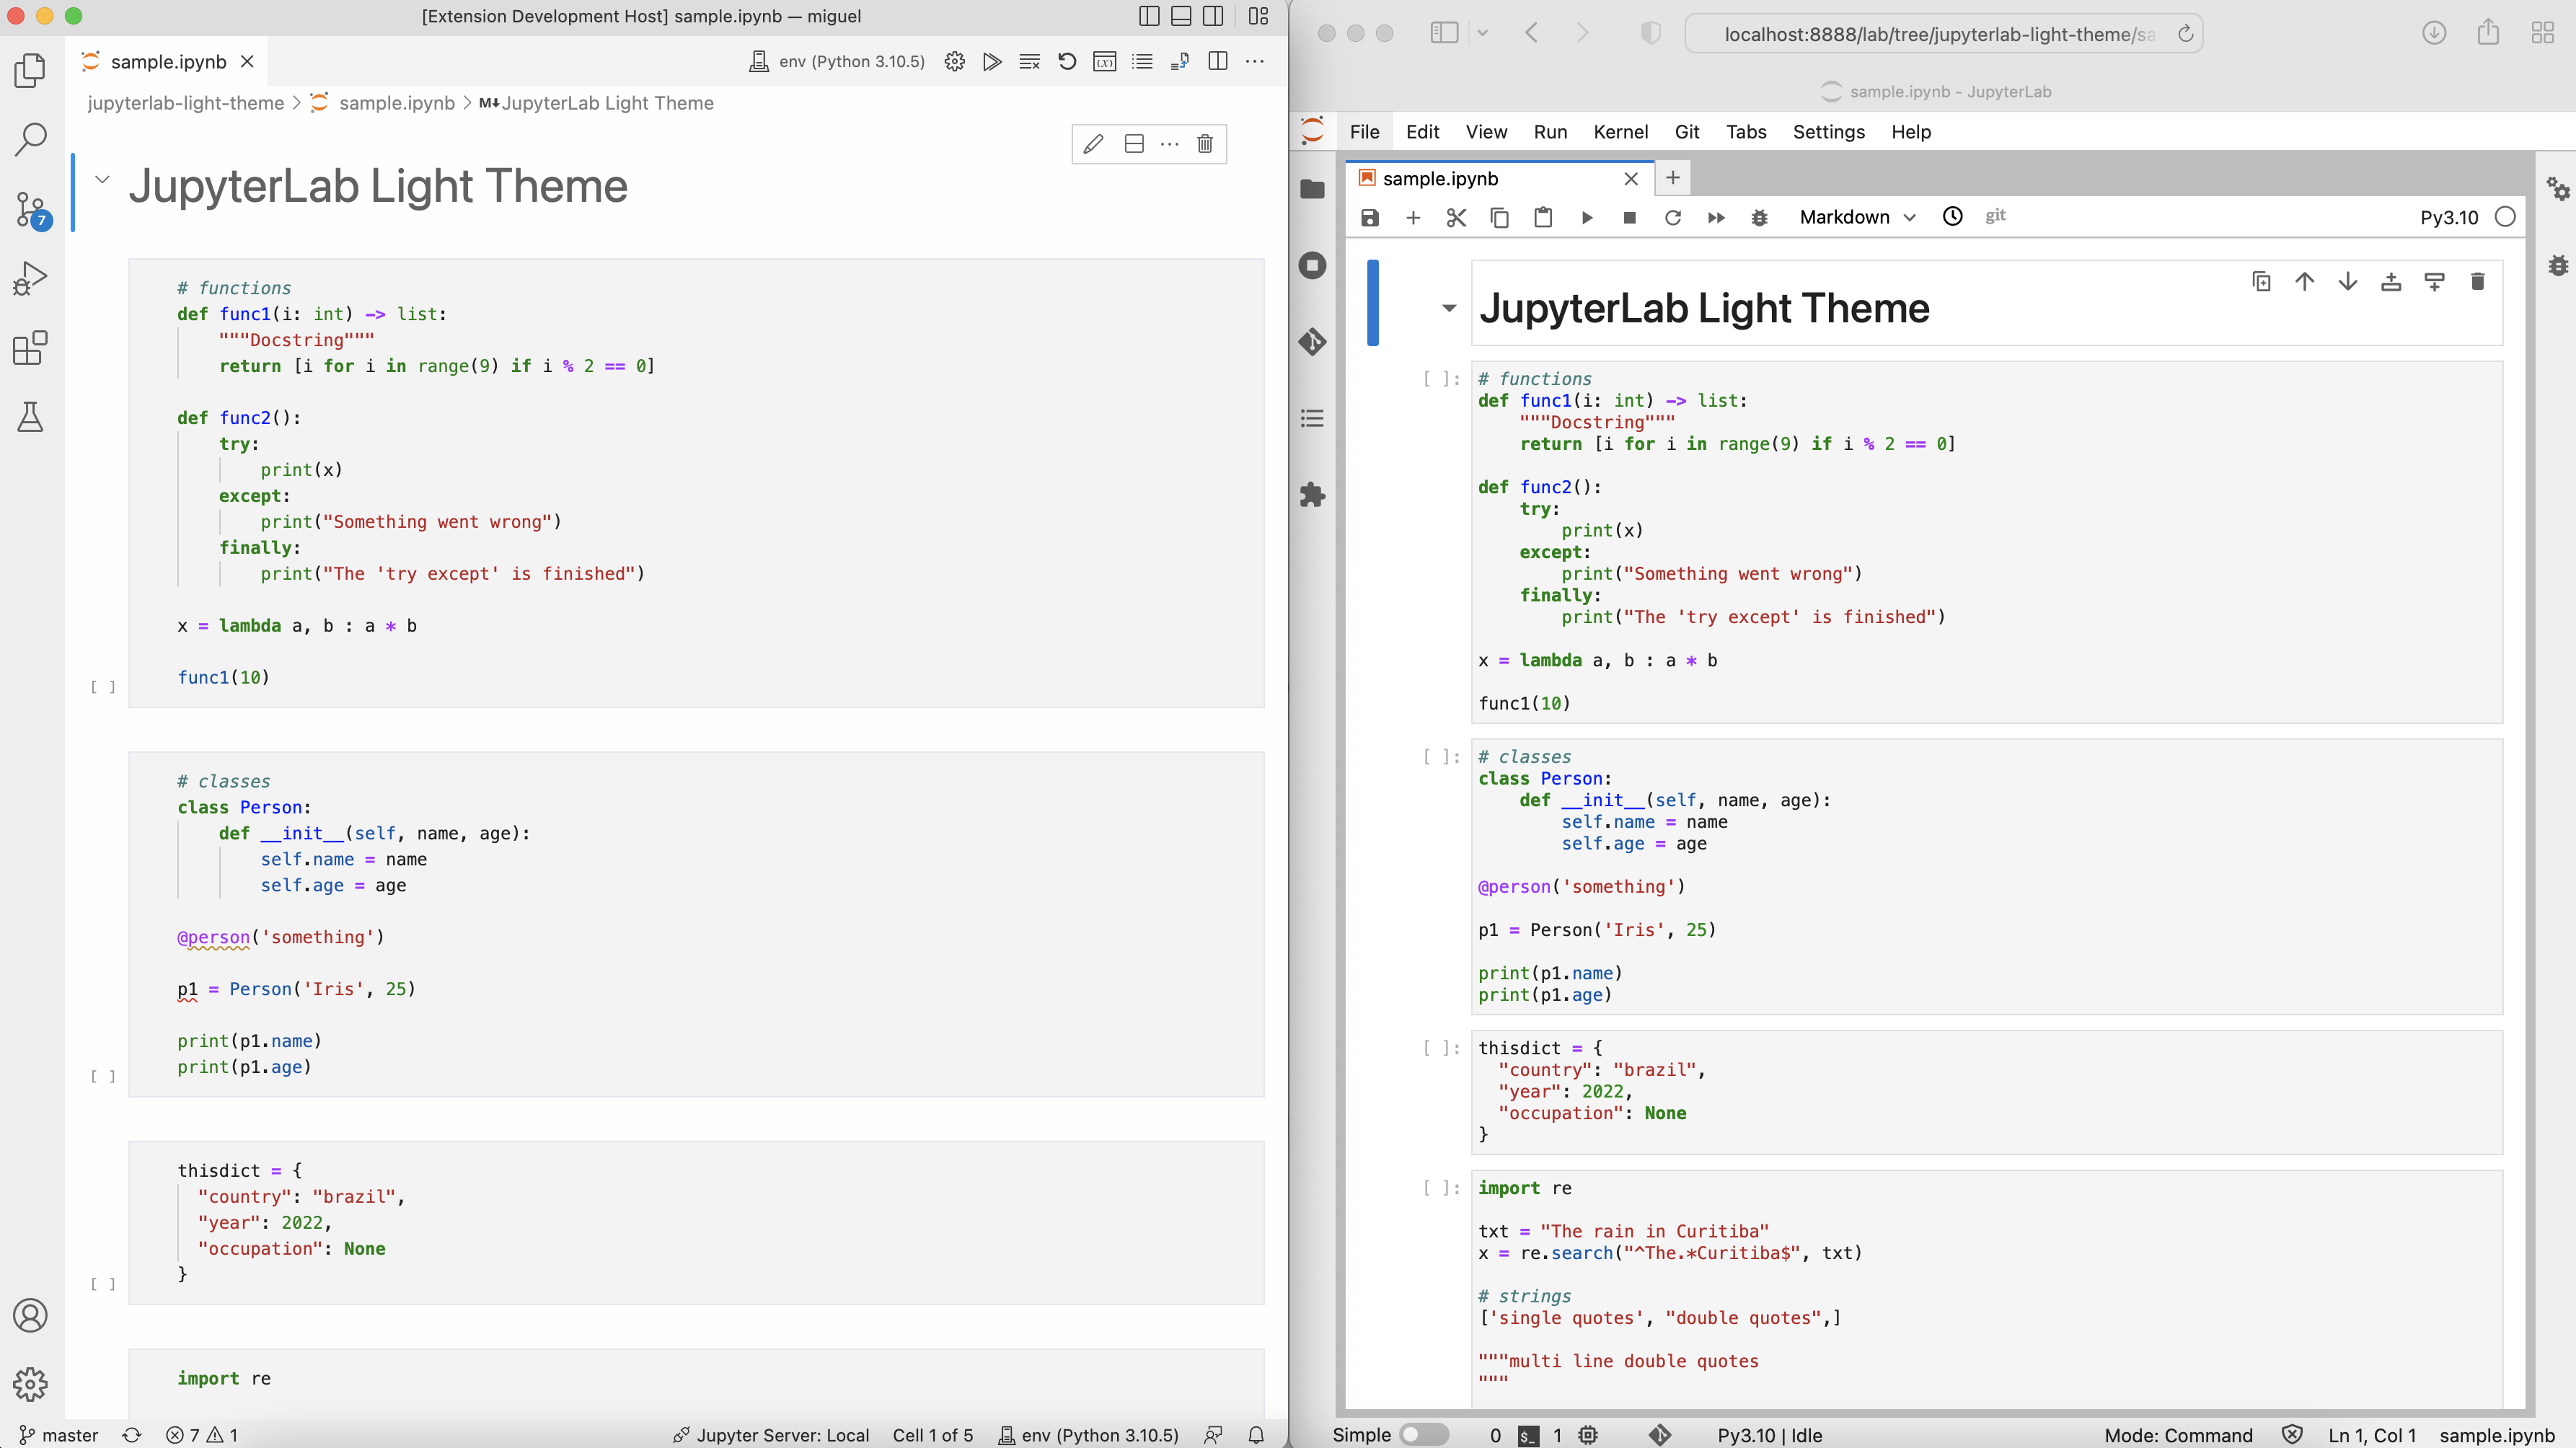 [Extension Development Host] sample.ipynb — miguel
sample.ipynb
env (Python 3.10.5)
jupyterlab-light-theme > sample.ipynb > M↓ JupyterLab Light Theme
7
JupyterLab Light Theme
# functions
def func1(i: int) -> list:
    """Docstring"""
    return [i for i in range(9) if i % 2 == 0]
def func2():
    try:
        print(x)
    except:
        print("Something went wrong")
    finally:
        print("The 'try except' is finished")
x = lambda a, b : a * b
func1(10)
[ ]
# classes
class Person:
    def __init__(self, name, age):
        self.name = name
        self.age = age
@person('something')
p1 = Person('Iris', 25)
print(p1.name)
print(p1.age)
[ ]
thisdict = {
  "country": "brazil",
  "year": 2022,
  "occupation": None
}
[ ]
import re
master 7 1 Jupyter Server: Local Cell 1 of 5 env (Python 3.10.5)
localhost:8888/lab/tree/jupyterlab-light-theme/sa
sample.ipynb - JupyterLab
File Edit View Run Kernel Git Tabs Settings Help
sample.ipynb
Markdown git Py3.10
JupyterLab Light Theme
[ ]: # functions
def func1(i: int) -> list:
    """Docstring"""
    return [i for i in range(9) if i % 2 == 0]
def func2():
    try:
        print(x)
    except:
        print("Something went wrong")
    finally:
        print("The 'try except' is finished")
x = lambda a, b : a * b
func1(10)
[ ]: # classes
class Person:
    def __init__(self, name, age):
        self.name = name
        self.age = age
@person('something')
p1 = Person('Iris', 25)
print(p1.name)
print(p1.age)
[ ]: thisdict = {
  "country": "brazil",
  "year": 2022,
  "occupation": None
}
[ ]: import re
txt = "The rain in Curitiba"
x = re.search("^The.*Curitiba$", txt)
# strings
['single quotes', "double quotes",]
"""multi line double quotes
"""
Simple 0 $_ 1 Py3.10 | Idle Mode: Command Ln 1, Col 1 sample.ipynb